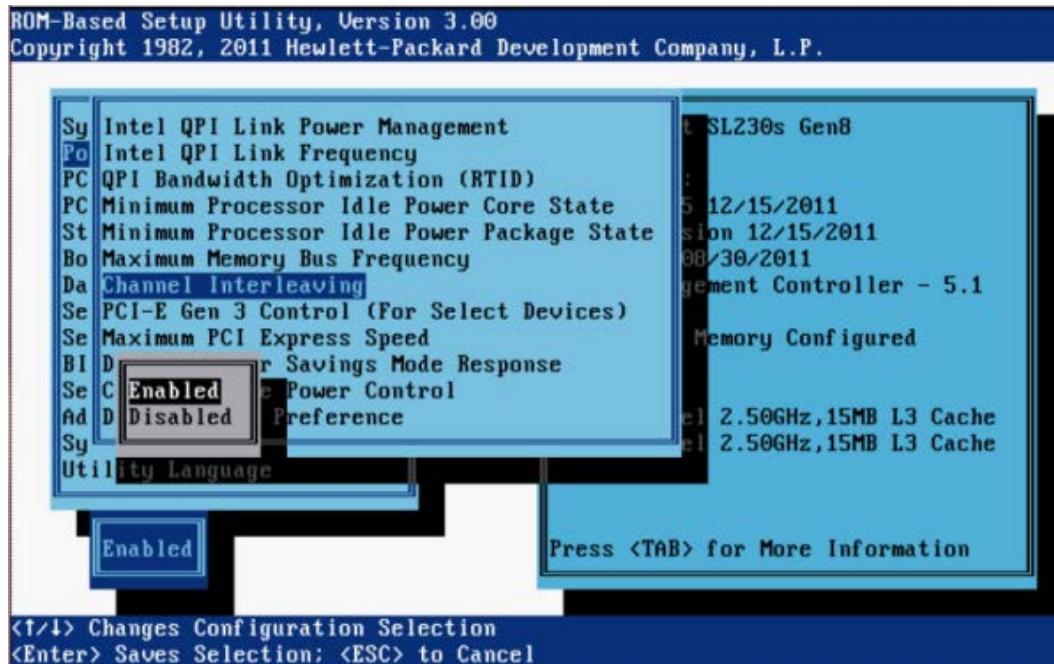 ROM-Based Setup Utility, Version 3.00
Copyright 1982, 2011 Hewlett-Packard Development Company, L.P.
Sy
Po
PC
PC
St
Bo
Da
Se
Se
BI
Se
Ad
Sy
Utility Language
Intel QPI Link Power Management
Intel QPI Link Frequency
QPI Bandwidth Optimization (RTID)
Minimum Processor Idle Power Core State
Minimum Processor Idle Power Package State
Maximum Memory Bus Frequency
Channel Interleaving
PCI-E Gen 3 Control (For Select Devices)
Maximum PCI Express Speed
D r Savings Mode Response
C e Power Control
D Preference
Enabled
Disabled
Enabled
t SL230s Gen8
:
5 12/15/2011
sion 12/15/2011
08/30/2011
gement Controller - 5.1
Memory Configured
el 2.50GHz,15MB L3 Cache
el 2.50GHz,15MB L3 Cache
Press <TAB> for More Information
<↑/↓> Changes Configuration Selection
<Enter> Saves Selection; <ESC> to Cancel